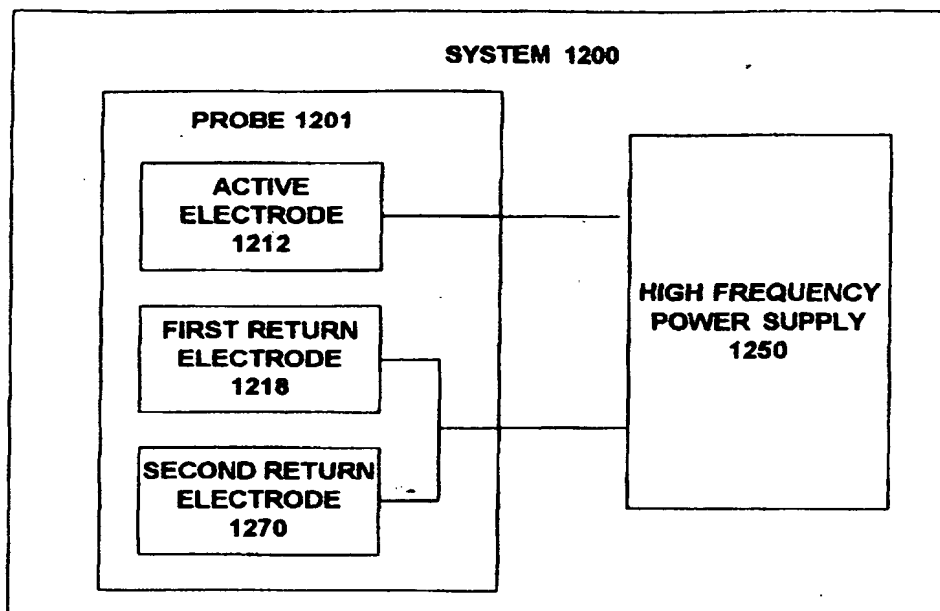 SYSTEM 1200
PROBE 1201
ACTIVE
ELECTRODE
1212
FIRST RETURN
ELECTRODE
1218
SECOND RETURN
ELECTRODE
1270
HIGH FREQUENCY
POWER SUPPLY
1250